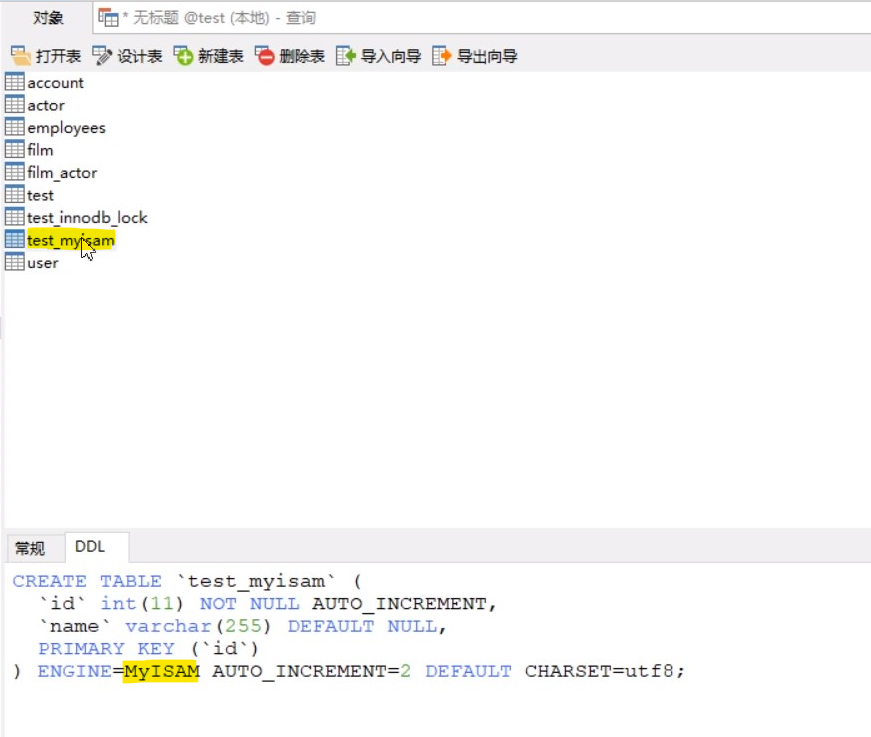 对象 * 无标题 @test (本地) - 查询
打开表 设计表 新建表 删除表 导入向导 导出向导
account
actor
employees
film
film_actor
test
test_innodb_lock
test_myisam
user
常规 DDL
CREATE TABLE `test_myisam` (
`id` int(11) NOT NULL AUTO_INCREMENT,
`name` varchar(255) DEFAULT NULL,
PRIMARY KEY (`id`)
) ENGINE=MyISAM AUTO_INCREMENT=2 DEFAULT CHARSET=utf8;